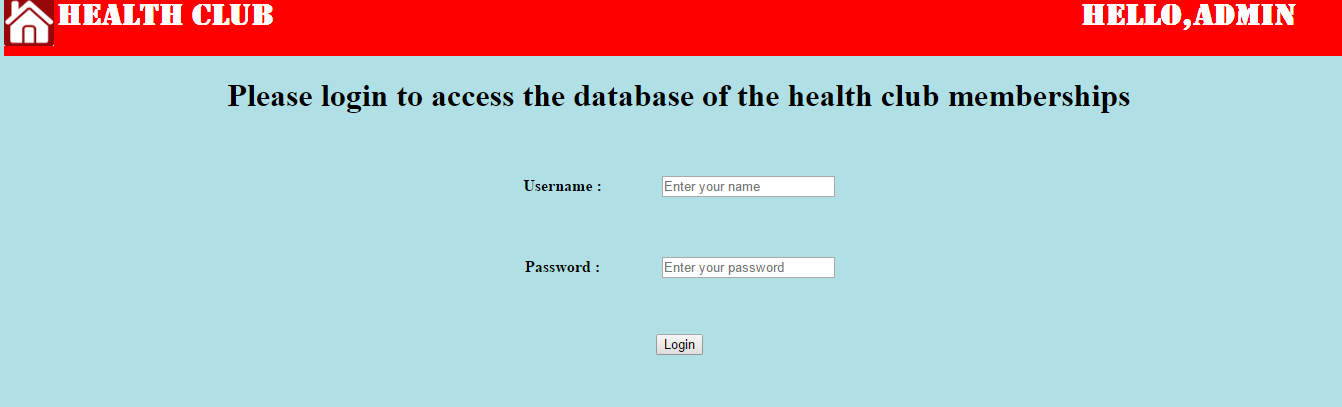 HEALTH CLUB
HELLO,ADMIN
Please login to access the database of the health club memberships
Username :
Enter your name
Password :
Enter your password
Login